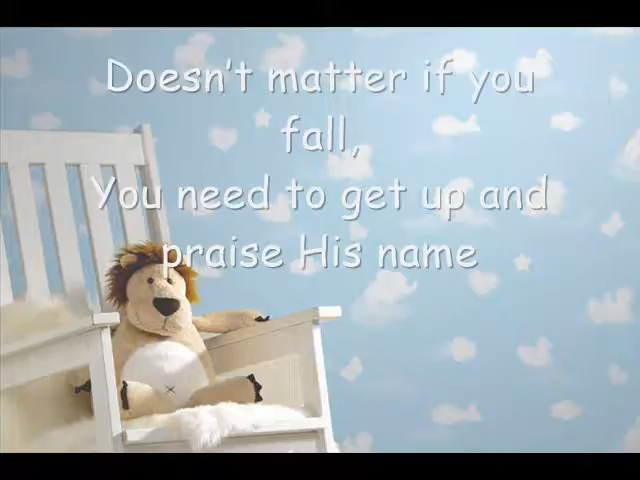 Doesn't matter if you
fall,
You need to get up and
praise His name